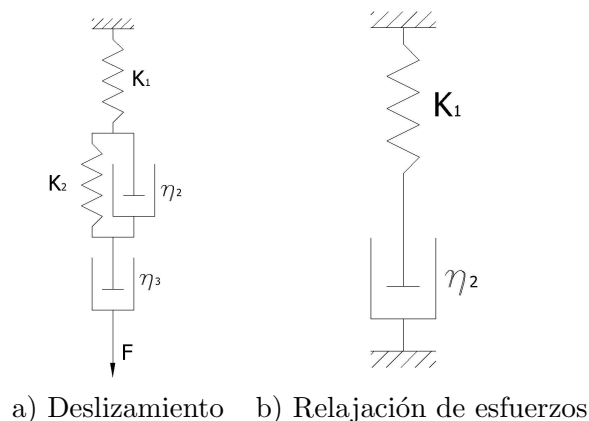 K₁
K₁
K₂
η₂
η₃
η₂
F
a) Deslizamiento b) Relajación de esfuerzos